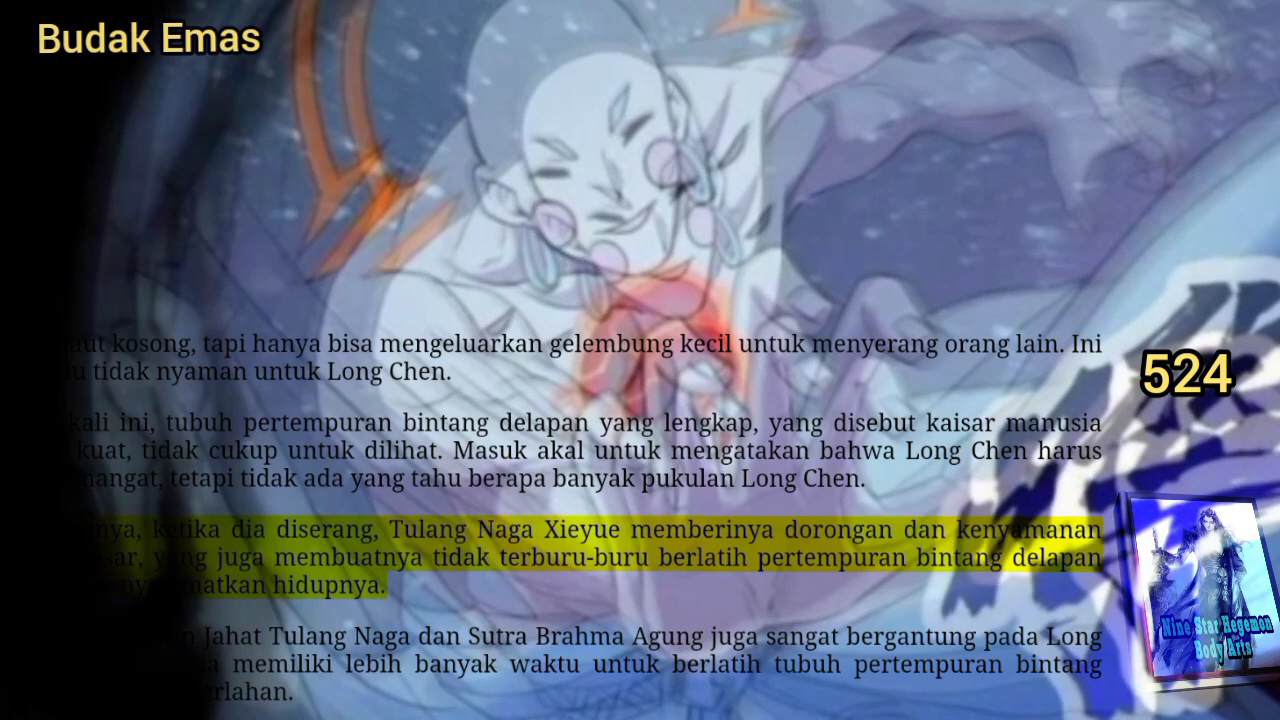 Budak Emas
kosong, tapi hanya bisa mengeluarkan gelembung kecil untuk menyerang orang lain. Ini
tidak nyaman untuk Long Chen.
kali ini, tubuh pertempuran bintang delapan yang lengkap, yang disebut kaisar manusia
kuat, tidak cukup untuk dilihat. Masuk akal untuk mengatakan bahwa Long Chen harus
tetapi tidak ada yang tahu berapa banyak pukulan Long Chen.
ketika dia diserang, Tulang Naga Xieyue memberinya dorongan dan kenyamanan
yang juga membuatnya tidak terburu-buru berlatih pertempuran bintang delapan
hidupnya.
Jahat Tulang Naga dan Sutra Brahma Agung juga sangat bergantung pada Long
memiliki lebih banyak waktu untuk berlatih tubuh pertempuran bintang
524
Nine Star Hegemon
Body Arts